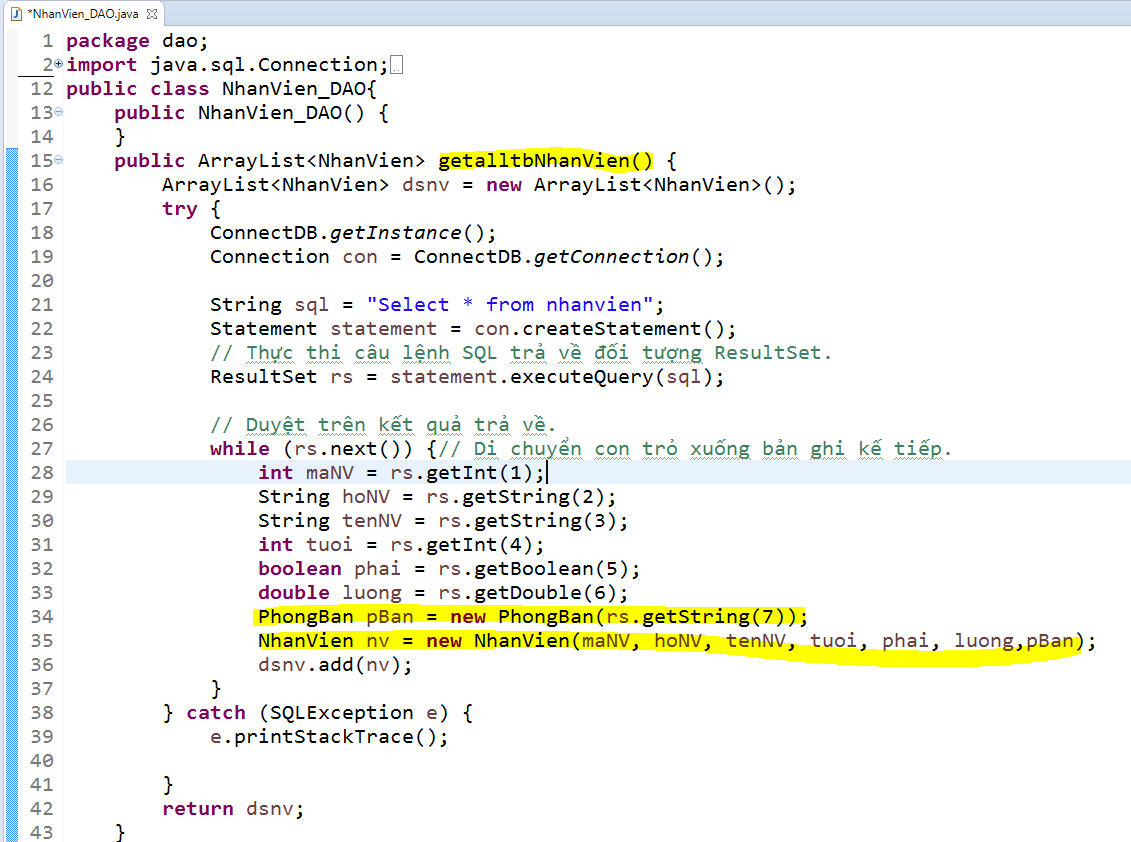 *NhanVien_DAO.java
1 package dao;
2 import java.sql.Connection;
12 public class NhanVien_DAO{
13 public NhanVien_DAO() {
14 }
15 public ArrayList<NhanVien> getalltbNhanVien() {
16 ArrayList<NhanVien> dsnv = new ArrayList<NhanVien>();
17 try {
18 ConnectDB.getInstance();
19 Connection con = ConnectDB.getConnection();
20
21 String sql = "Select * from nhanvien";
22 Statement statement = con.createStatement();
23 // Thực thi câu lệnh SQL trả về đối tượng ResultSet.
24 ResultSet rs = statement.executeQuery(sql);
25
26 // Duyệt trên kết quả trả về.
27 while (rs.next()) {// Di chuyển con trỏ xuống bản ghi kế tiếp.
28 int maNV = rs.getInt(1);
29 String hoNV = rs.getString(2);
30 String tenNV = rs.getString(3);
31 int tuoi = rs.getInt(4);
32 boolean phai = rs.getBoolean(5);
33 double luong = rs.getDouble(6);
34 PhongBan pBan = new PhongBan(rs.getString(7));
35 NhanVien nv = new NhanVien(maNV, hoNV, tenNV, tuoi, phai, luong,pBan);
36 dsnv.add(nv);
37 }
38 } catch (SQLException e) {
39 e.printStackTrace();
40
41 }
42 return dsnv;
43 }